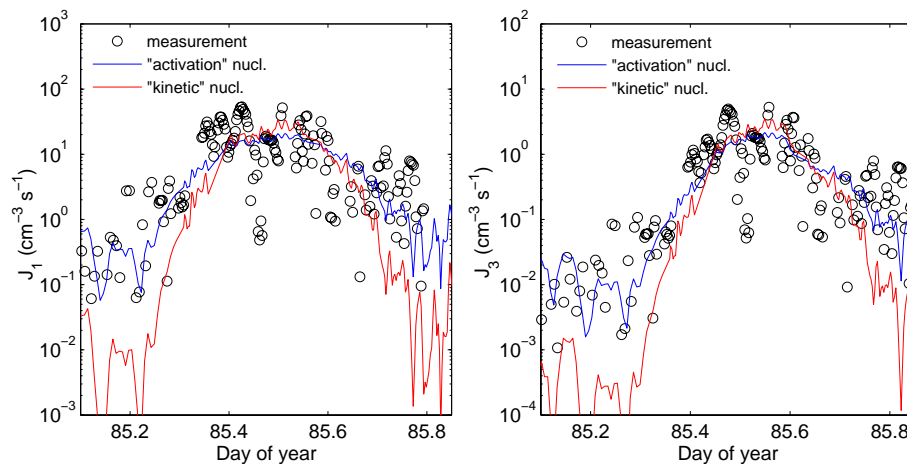 10³
10²
10¹
10⁰
10⁻¹
10⁻²
10⁻³
J₁ (cm⁻³ s⁻¹)
measurement
"activation" nucl.
"kinetic" nucl.
85.2 85.4 85.6 85.8
Day of year
10²
10¹
10⁰
10⁻¹
10⁻²
10⁻³
10⁻⁴
J₃ (cm⁻³ s⁻¹)
measurement
"activation" nucl.
"kinetic" nucl.
85.2 85.4 85.6 85.8
Day of year